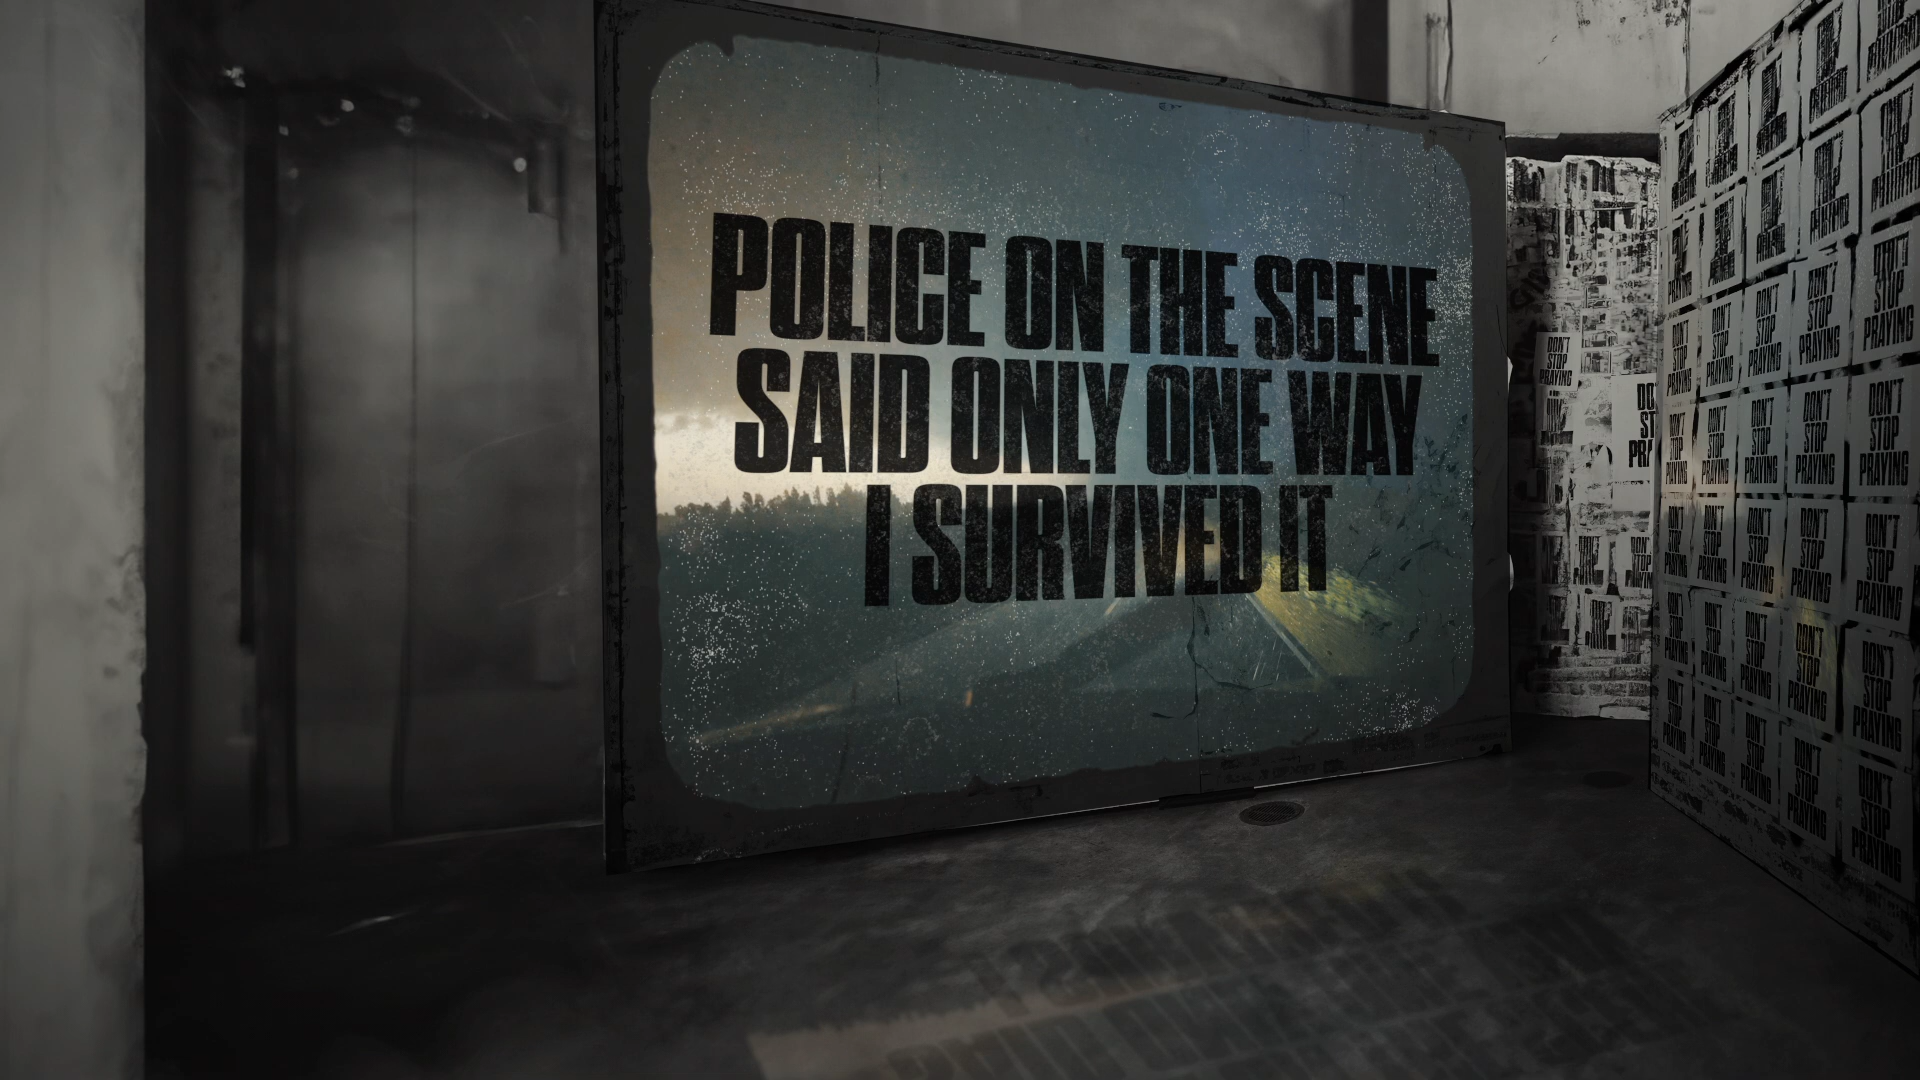 POLICE ON THE SCENE
SAID ONLY ONE WAY
I SURVIVED IT
DON'T
STOP
PRAYING